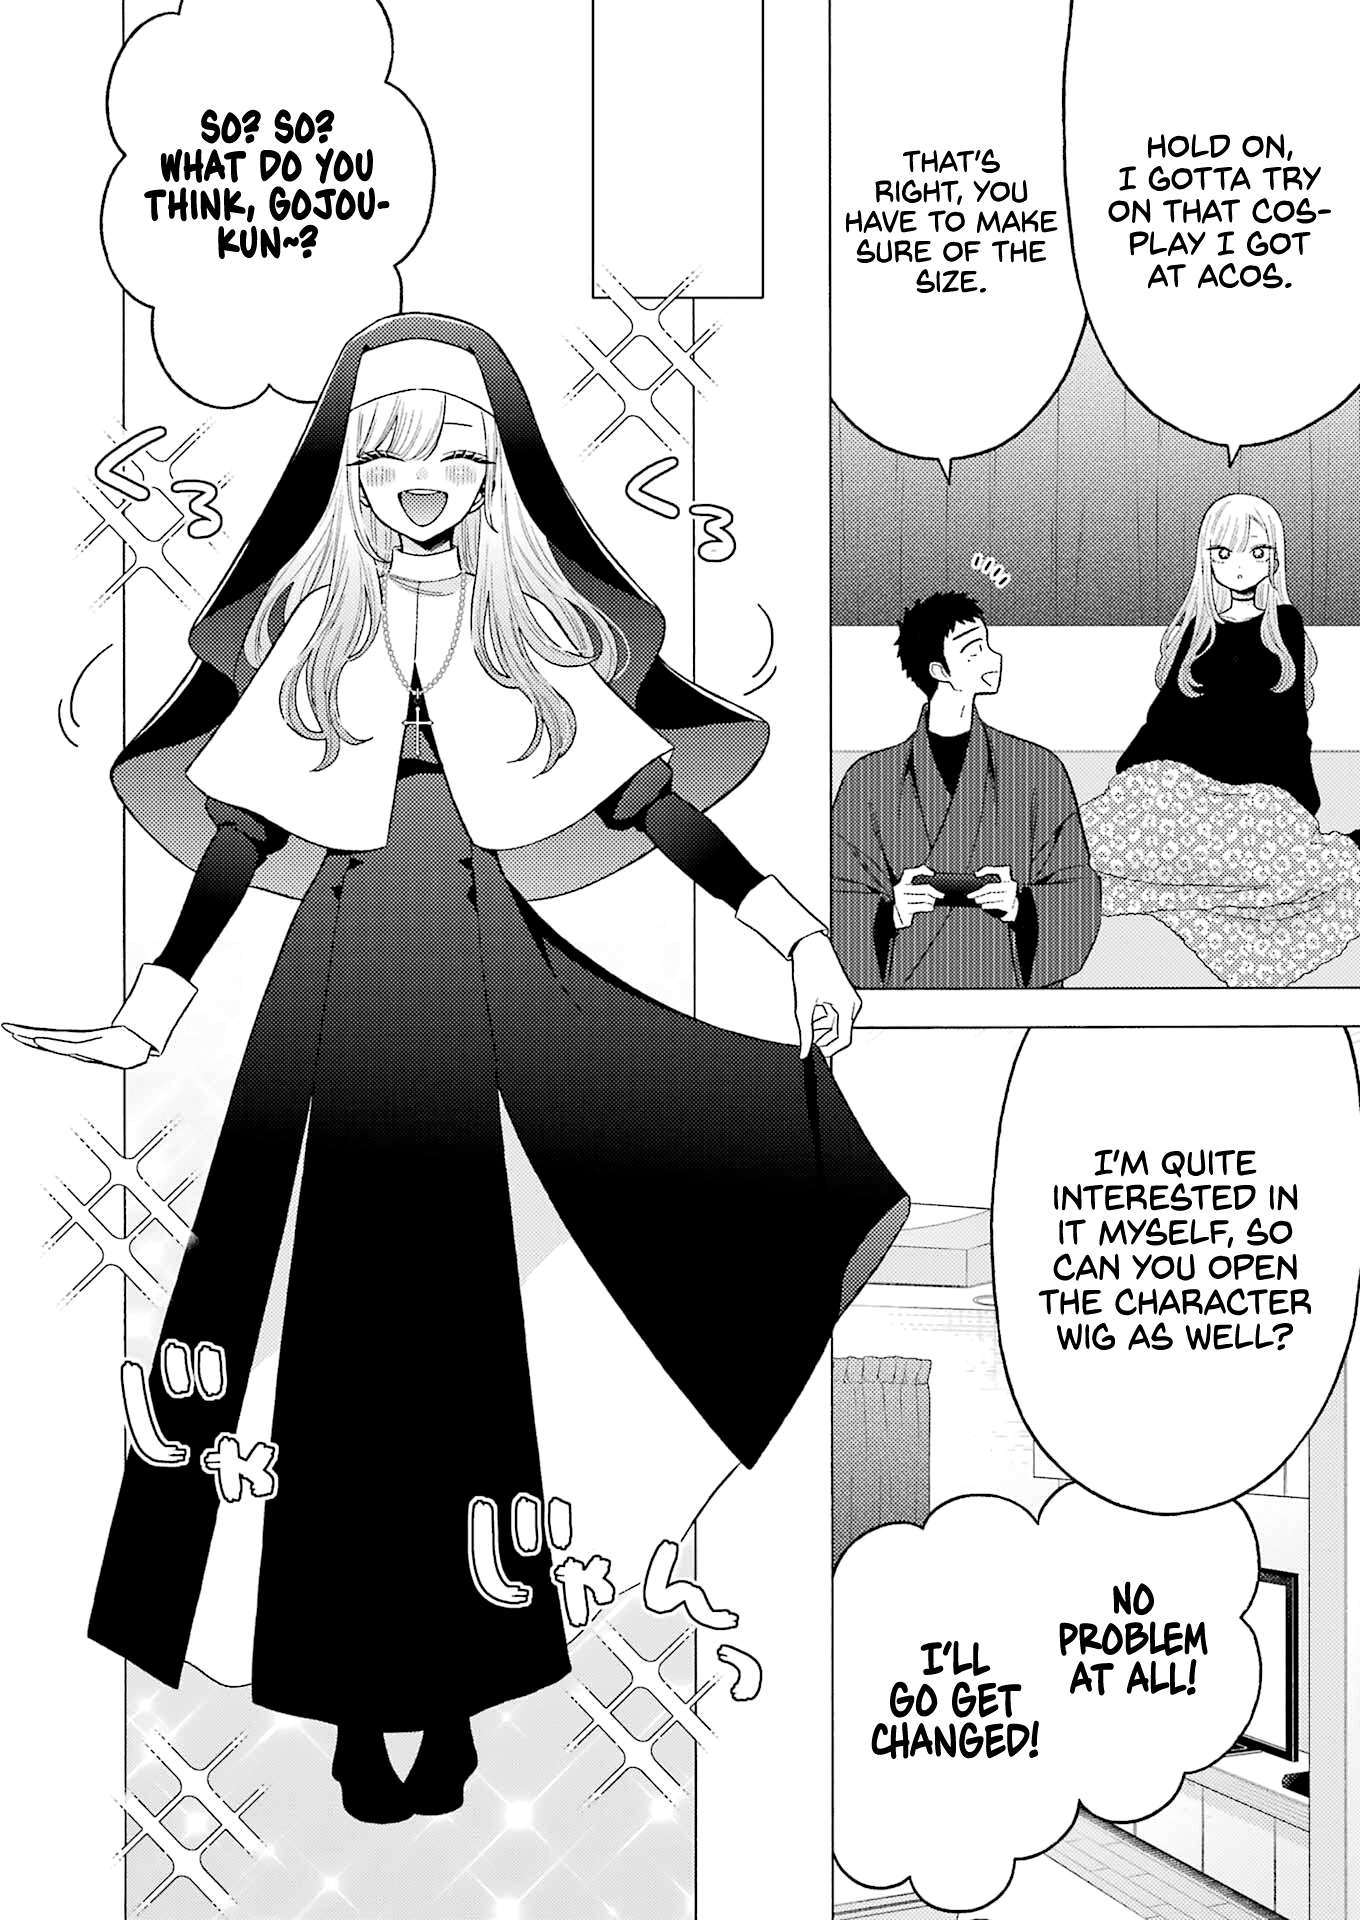 HOLD ON,
I GOTTA TRY
ON THAT COS-
PLAY I GOT
AT ACOS.
THAT'S
RIGHT, YOU
HAVE TO MAKE
SURE OF THE
SIZE.
I'M QUITE
INTERESTED IN
IT MYSELF, SO
CAN YOU OPEN
THE CHARACTER
WIG AS WELL?
NO
PROBLEM
AT ALL!
I'LL
GO GET
CHANGED!
SO? SO?
WHAT DO YOU
THINK, GOJOU-
KUN~?
くる
くる
じゃ
じゃんっ